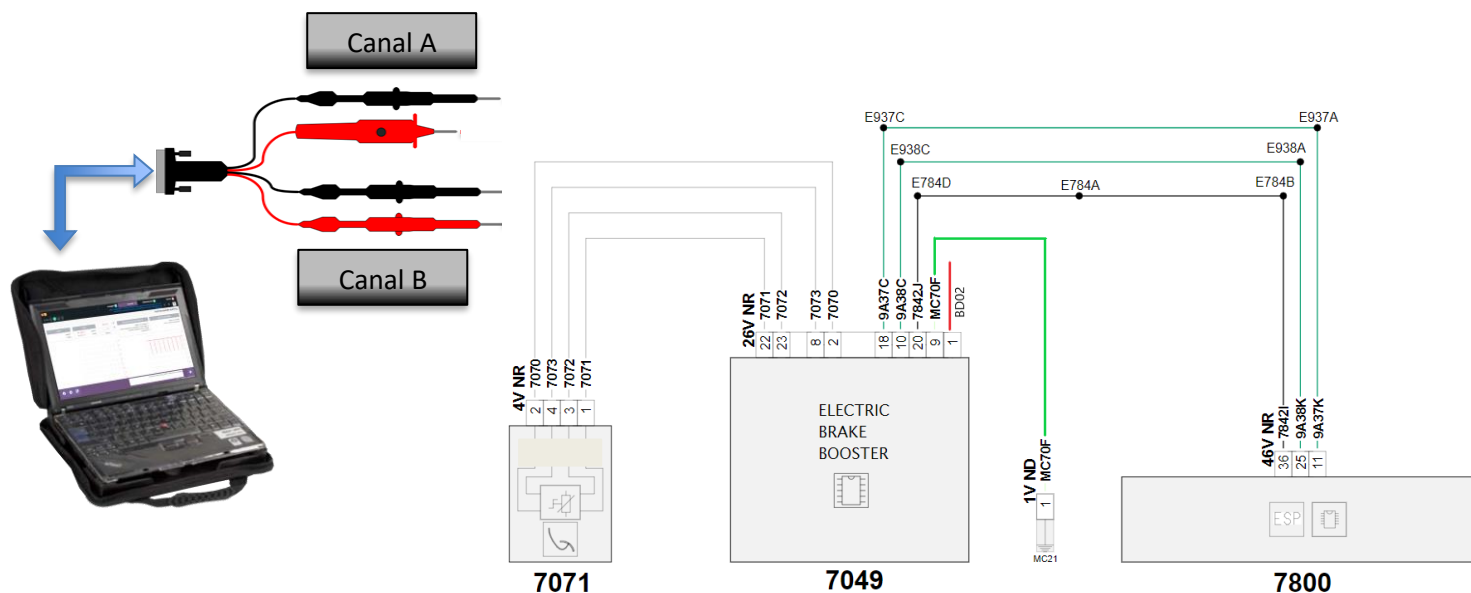 Canal A
Canal B
E937C
E937A
E938C
E938A
E784D
E784A
E784B
26V NR
7071
7072
7073
7070
9A37C
9A38C
7842J
MC70F
BD02
22
23
8
2
18
10
20
9
1
4V NR
7070
7073
7072
7071
2
4
3
1
ELECTRIC
BRAKE
BOOSTER
1V ND
MC70F
1
MC21
46V NR
7842I
9A38K
9A37K
36
25
11
ESP
7071
7049
7800